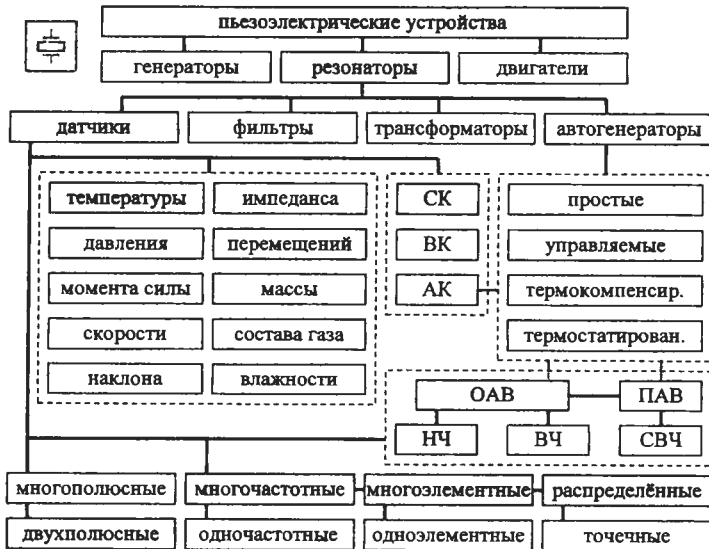 пьезоэлектрические устройства
генераторы резонаторы двигатели
датчики фильтры трансформаторы автогенераторы
температуры импеданса СК простые
давления перемещений ВК управляемые
момента силы массы АК термокомпенсир.
скорости состава газа термостатирован.
наклона влажности ОАВ ПАВ
НЧ ВЧ СВЧ
многополюсные многочастотные многоэлементные распределённые
двухполюсные одночастотные одноэлементные точечные